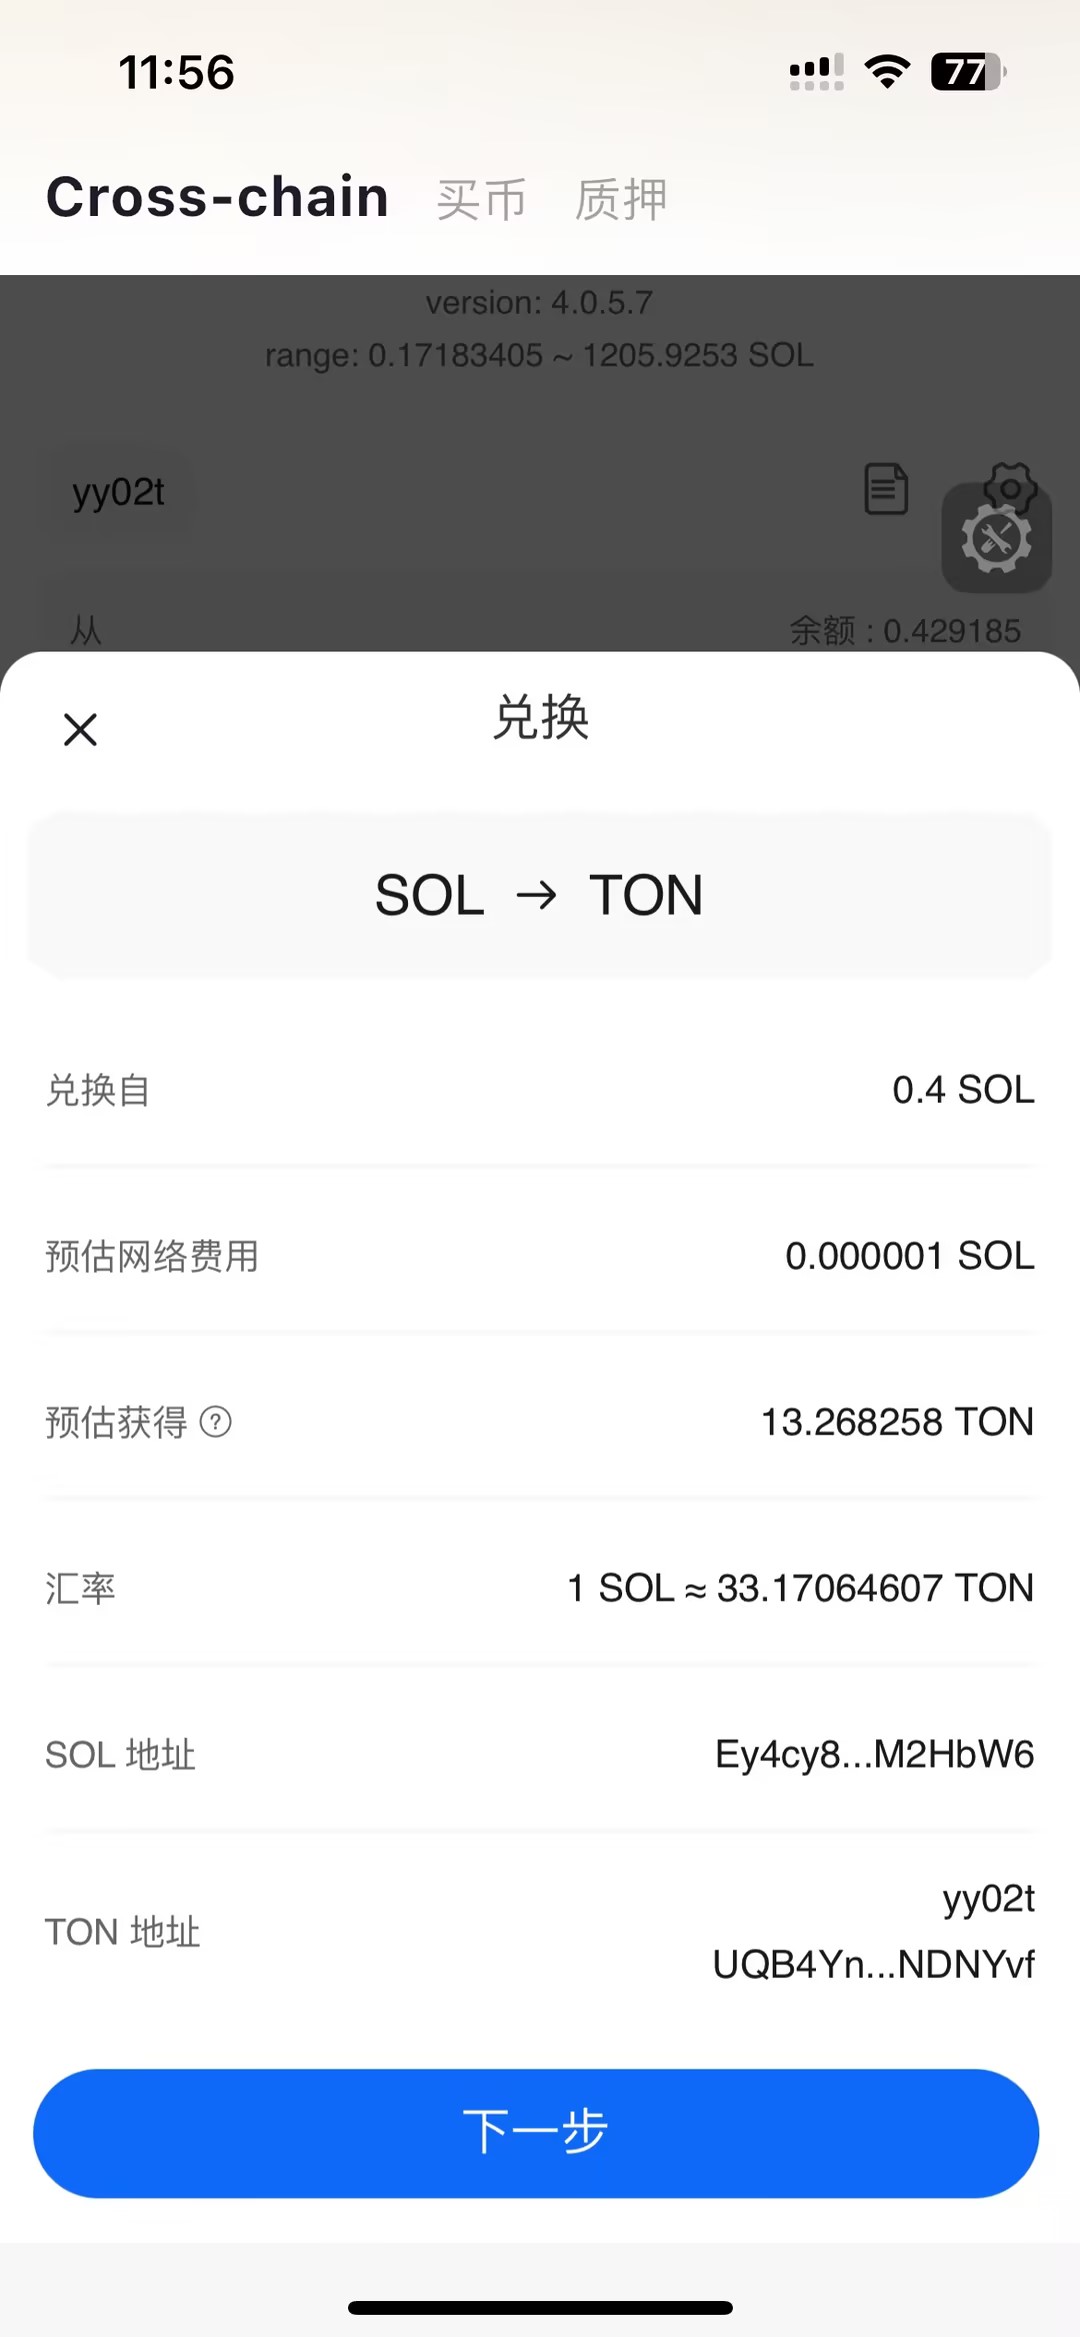 11:56
77
Cross-chain 买币 质押
version: 4.0.5.7
range: 0.17183405 ~ 1205.9253 SOL
yy02t
从 余额 : 0.429185
兑换
SOL → TON
兑换自 0.4 SOL
预估网络费用 0.000001 SOL
预估获得 ? 13.268258 TON
汇率 1 SOL ≈ 33.17064607 TON
SOL 地址 Ey4cy8...M2HbW6
TON 地址 yy02t
UQB4Yn...NDNYvf
下一步